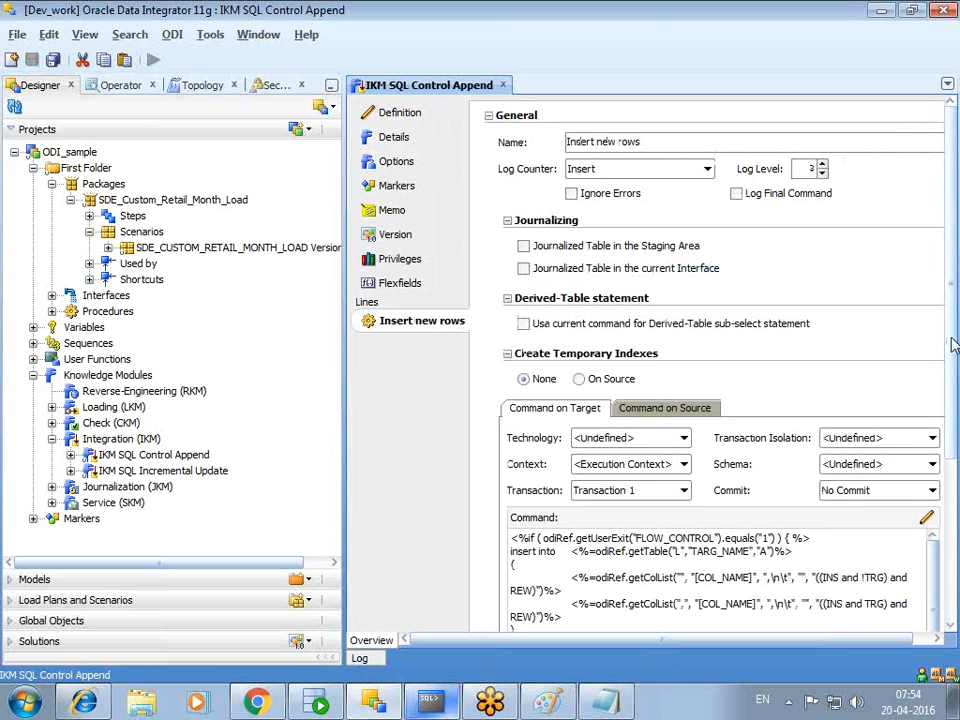 [Dev_work] Oracle Data Integrator 11g : IKM SQL Control Append
File Edit View Search ODI Tools Window Help
Designer Operator Topology Sec...
Projects
ODI_sample
First Folder
Packages
SDE_Custom_Retail_Month_Load
Steps
Scenarios
SDE_CUSTOM_RETAIL_MONTH_LOAD Version
Used by
Shortcuts
Interfaces
Procedures
Variables
Sequences
User Functions
Knowledge Modules
Reverse-Engineering (RKM)
Loading (LKM)
Check (CKM)
Integration (IKM)
IKM SQL Control Append
IKM SQL Incremental Update
Journalization (JKM)
Service (SKM)
Markers
Models
Load Plans and Scenarios
Global Objects
Solutions
IKM SQL Control Append
Definition
Details
Options
Markers
Memo
Version
Privileges
Flexfields
Lines
Insert new rows
Overview
Log
General
Name: Insert new rows
Log Counter: Insert Log Level: 3
Ignore Errors Log Final Command
Journalizing
Journalized Table in the Staging Area
Journalized Table in the current Interface
Derived-Table statement
Use current command for Derived-Table sub-select statement
Create Temporary Indexes
None On Source
Command on Target Command on Source
Technology: <Undefined> Transaction Isolation: <Undefined>
Context: <Execution Context> Schema: <Undefined>
Transaction: Transaction 1 Commit: No Commit
Command:
<%if ( odiRef.getUserExit("FLOW_CONTROL").equals("1") ) { %>
insert into <%=odiRef.getTable("L","TARG_NAME","A")%>
(
<%=odiRef.getColList("", "[COL_NAME]", ",\n\t", "", "((INS and !TRG) and
REW)")%>
<%=odiRef.getColList(",", "[COL_NAME]", ",\n\t", "", "((INS and TRG) and
REW)")%>
)
IKM SQL Control Append
EN 07:54
20-04-2016